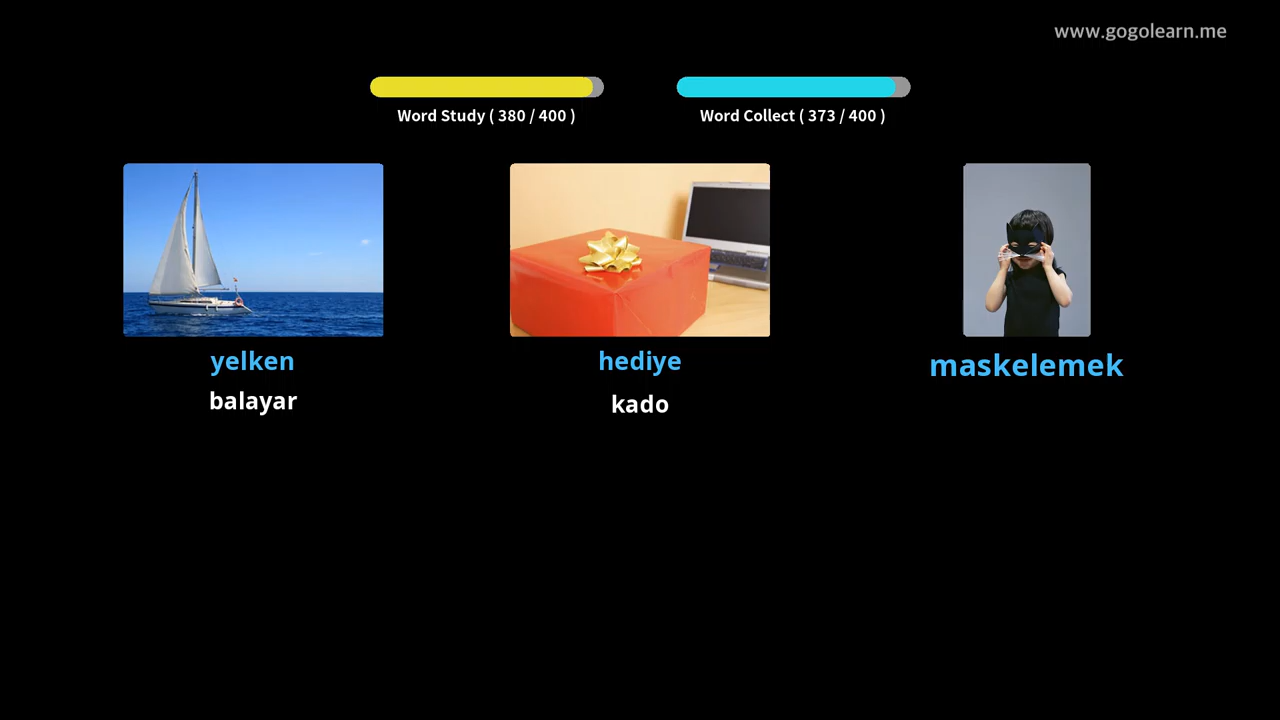 www.gogolearn.me
Word Study ( 380 / 400 )
Word Collect ( 373 / 400 )
yelken
hediye
maskelemek
balayar
kado